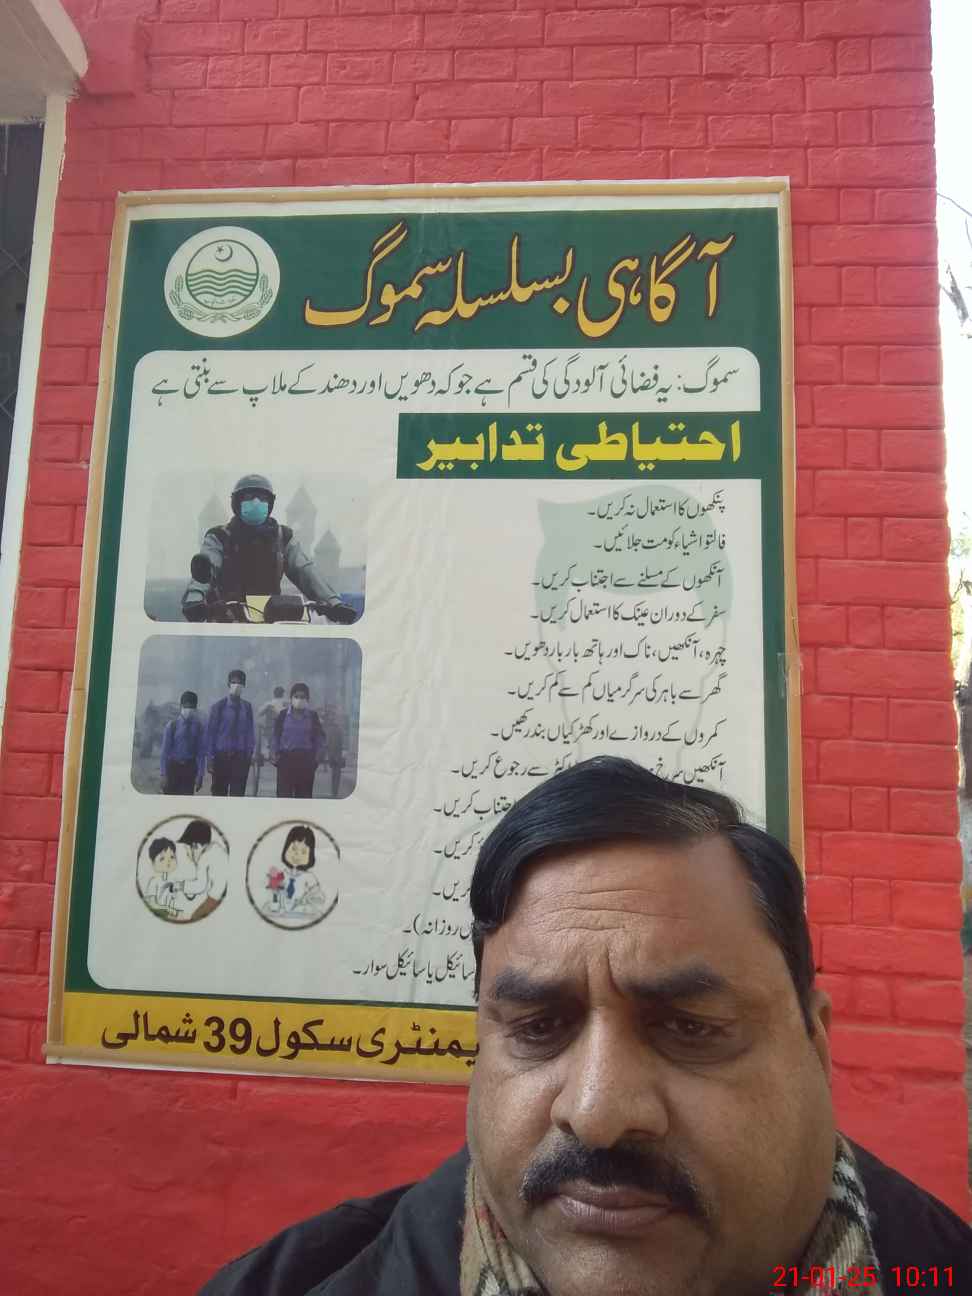 آگاہی بسلسلہ سموگ
سموگ: یہ فضائی آلودگی کی قسم ہے جو کہ دھویں اور دھند کے ملاپ سے بنتی ہے
احتیاطی تدابیر
پنکھوں کا استعمال نہ کریں۔
فالتو اشیاء کو مت جلائیں۔
آنکھوں کے مسلنے سے اجتناب کریں۔
سفر کے دوران عینک کا استعمال کریں۔
چہرہ، آنکھیں، ناک اور ہاتھ بار بار دھویں۔
گھر سے باہر کی سرگرمیاں کم سے کم کریں۔
کمروں کے دروازے اور کھڑکیاں بند رکھیں۔
آنکھیں سے رجوع کریں۔
اجتناب کریں۔
کریں۔
روزانہ)۔
سائیکل یا سائیکل سوار۔
سکول 39 شمالی
21-01-25 10:11